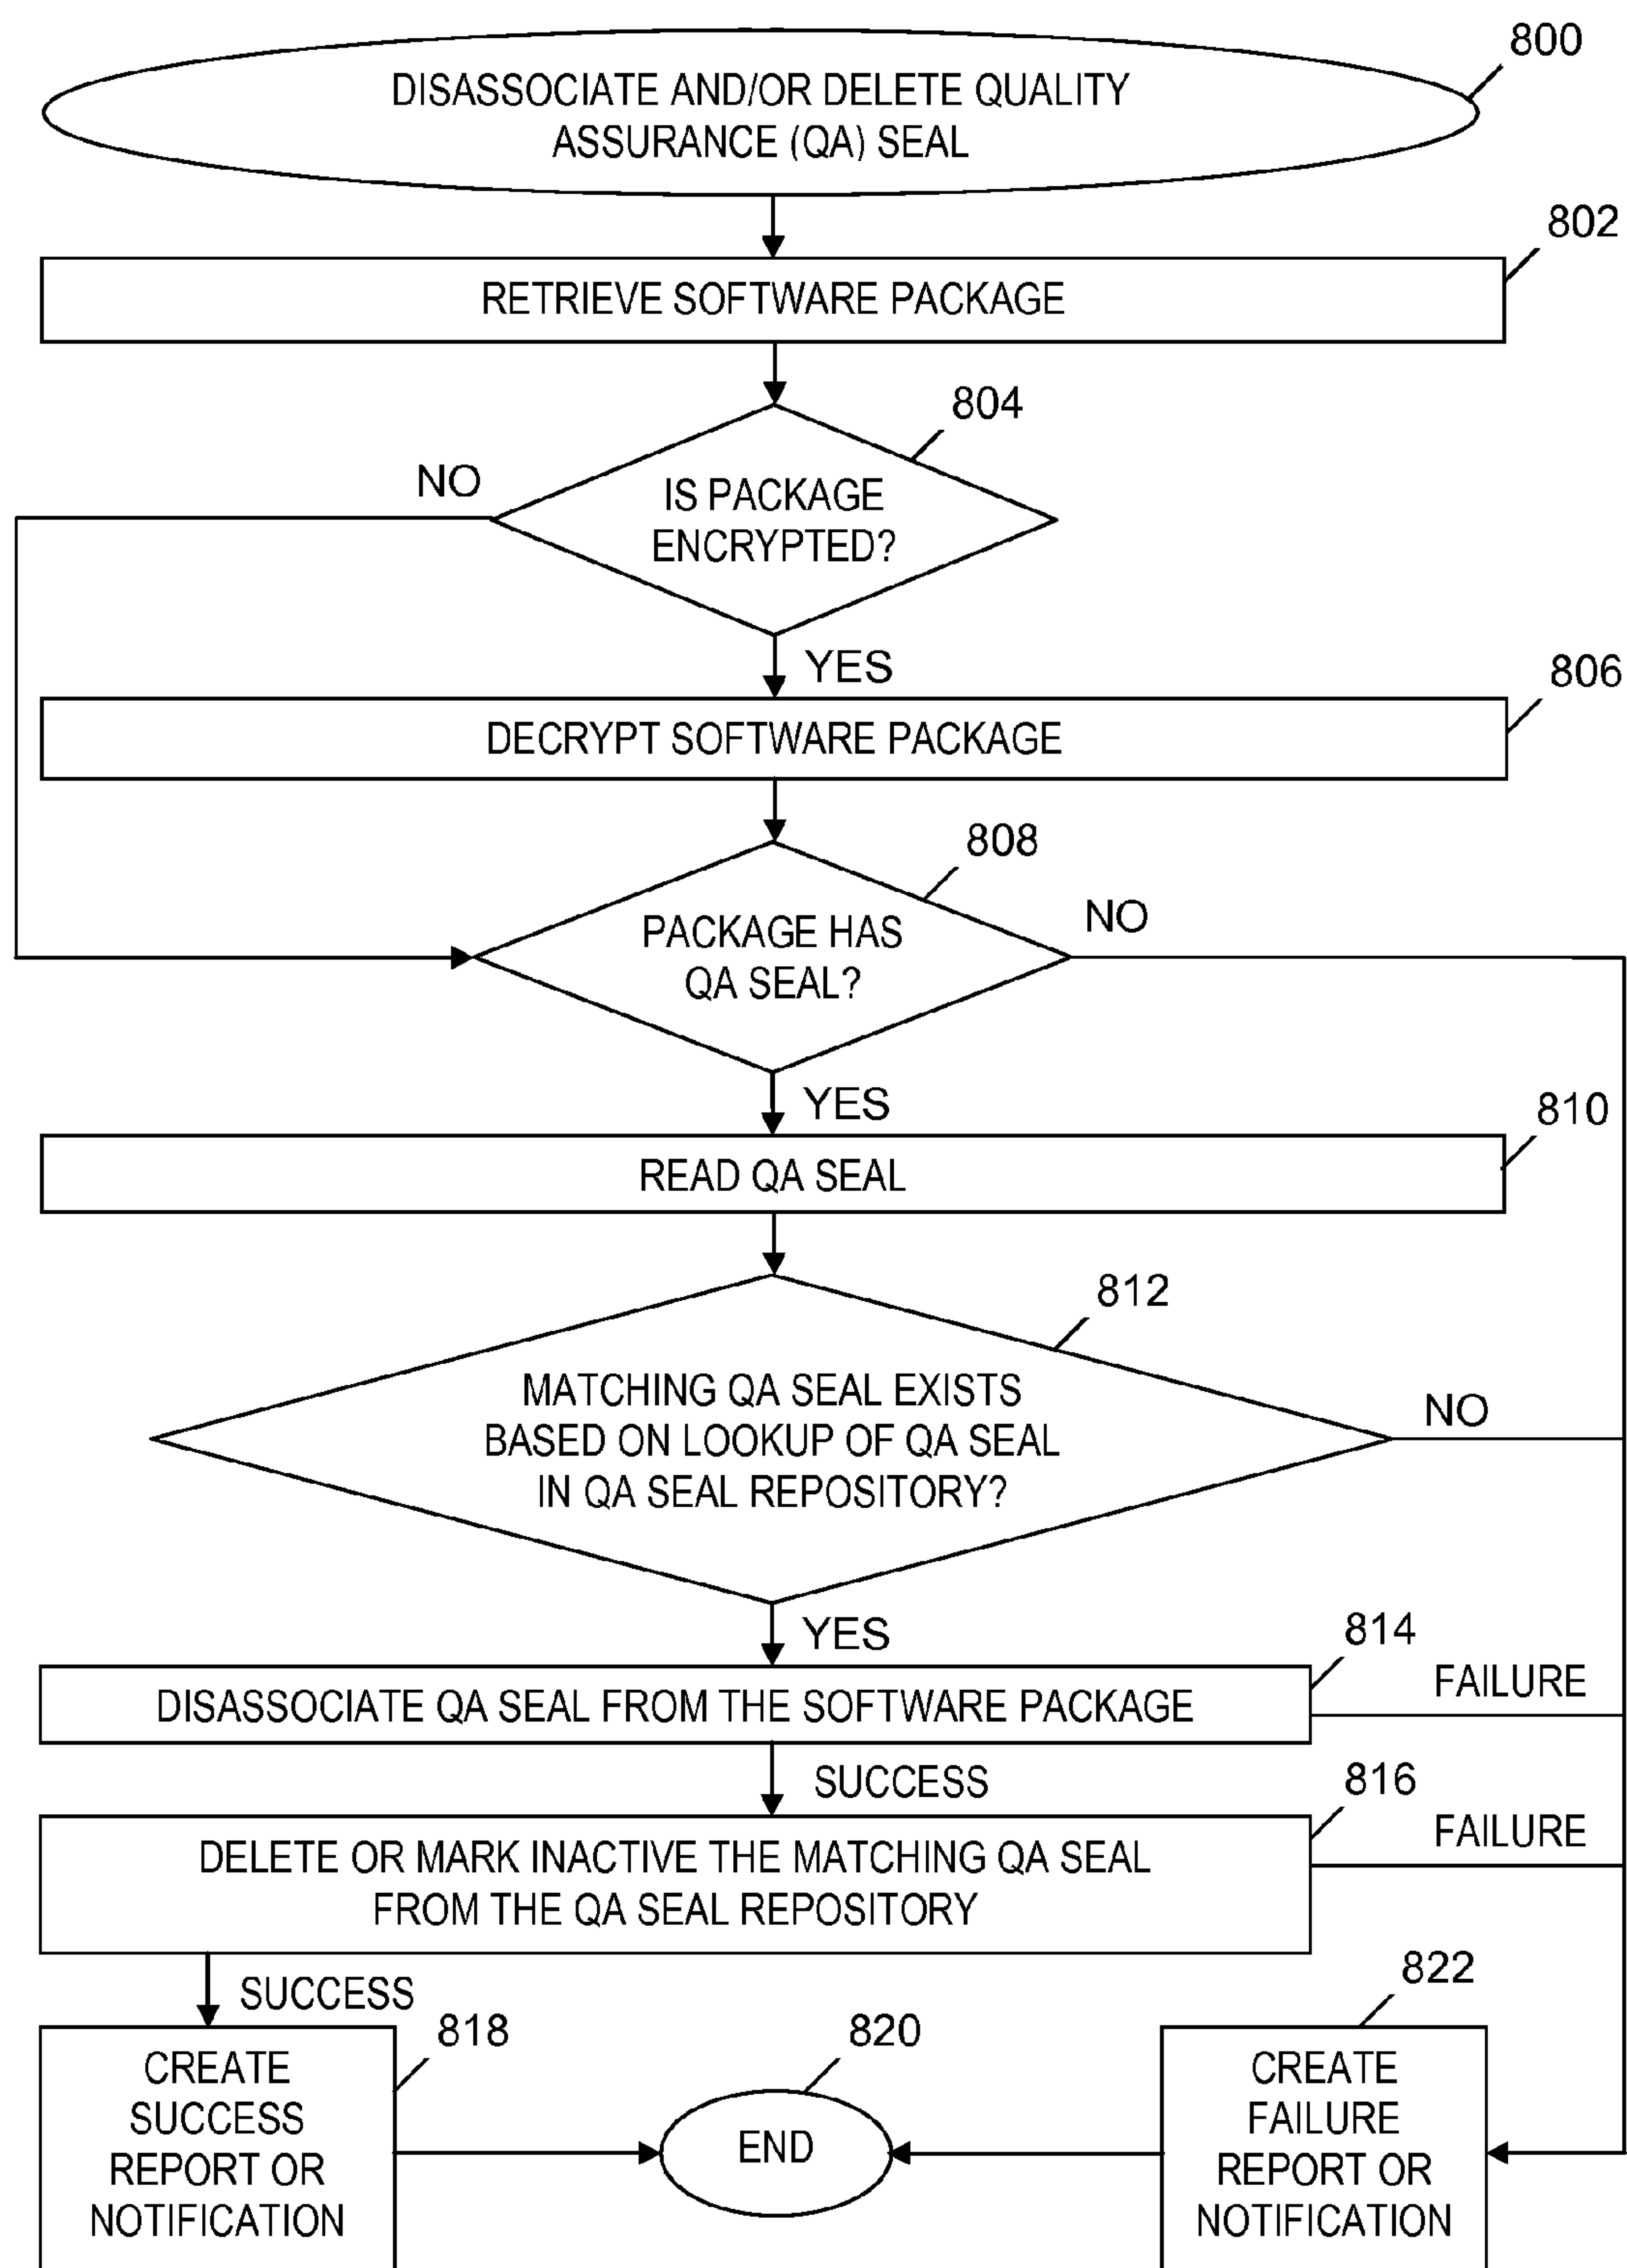 800
DISASSOCIATE AND/OR DELETE QUALITY
ASSURANCE (QA) SEAL
802
RETRIEVE SOFTWARE PACKAGE
804
NO
IS PACKAGE
ENCRYPTED?
YES
806
DECRYPT SOFTWARE PACKAGE
808
NO
PACKAGE HAS
QA SEAL?
YES
810
READ QA SEAL
812
MATCHING QA SEAL EXISTS
BASED ON LOOKUP OF QA SEAL
IN QA SEAL REPOSITORY?
NO
YES
814
FAILURE
DISASSOCIATE QA SEAL FROM THE SOFTWARE PACKAGE
SUCCESS
816
FAILURE
DELETE OR MARK INACTIVE THE MATCHING QA SEAL
FROM THE QA SEAL REPOSITORY
SUCCESS
818
CREATE
SUCCESS
REPORT OR
NOTIFICATION
820
END
822
CREATE
FAILURE
REPORT OR
NOTIFICATION